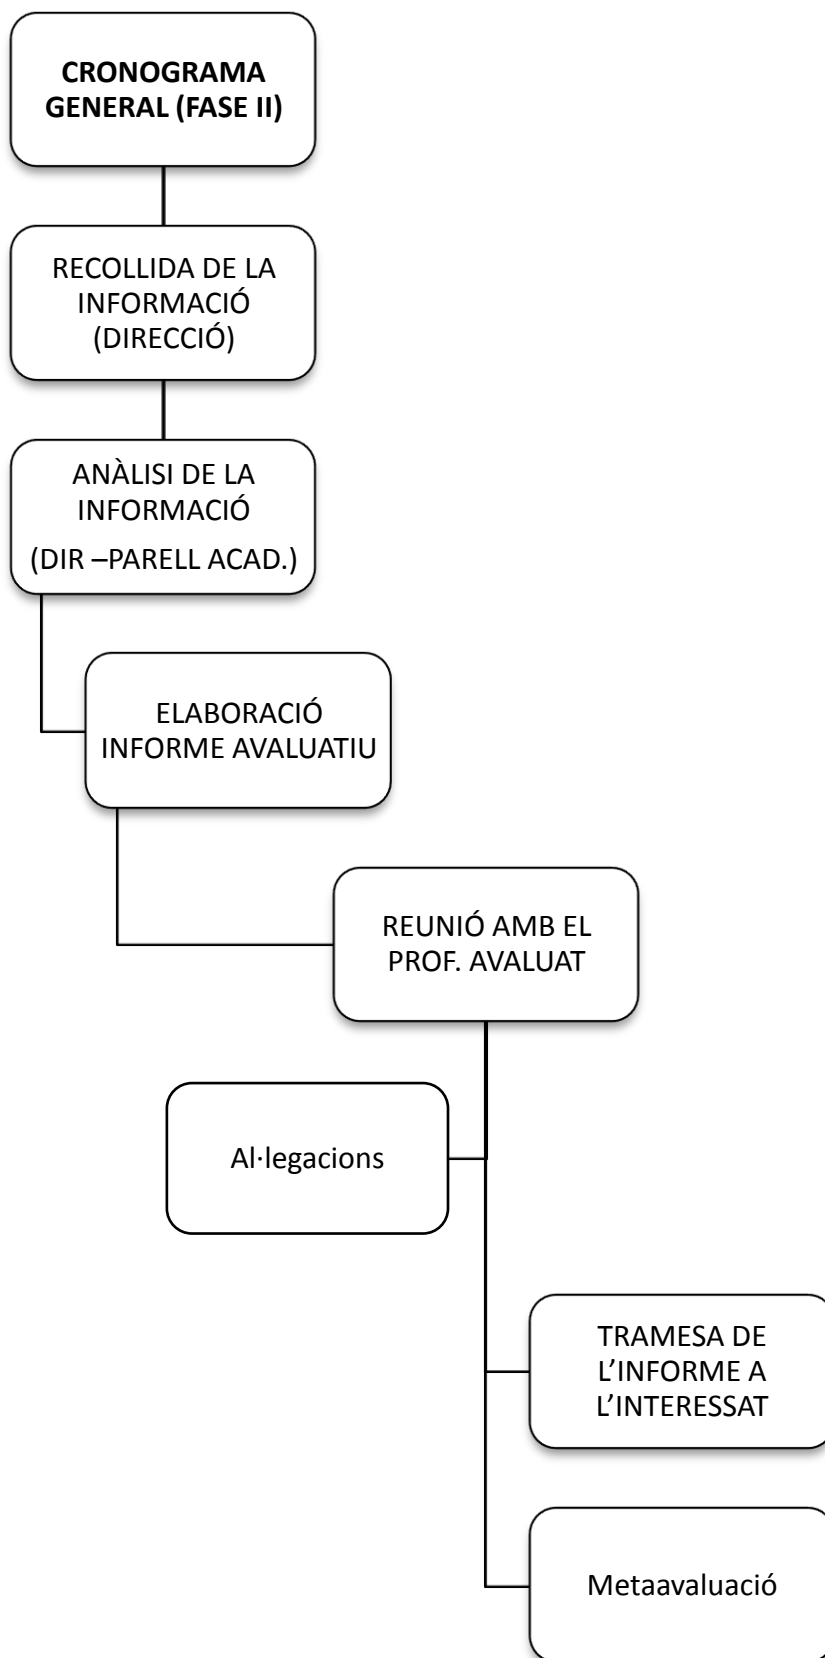 CRONOGRAMA
GENERAL (FASE II)
RECOLLIDA DE LA
INFORMACIÓ
(DIRECCIÓ)
ANÀLISI DE LA
INFORMACIÓ
(DIR –PARELL ACAD.)
ELABORACIÓ
INFORME AVALUATIU
REUNIÓ AMB EL
PROF. AVALUAT
Al·legacions
TRAMESA DE
L’INFORME A
L’INTERESSAT
Metaavaluació